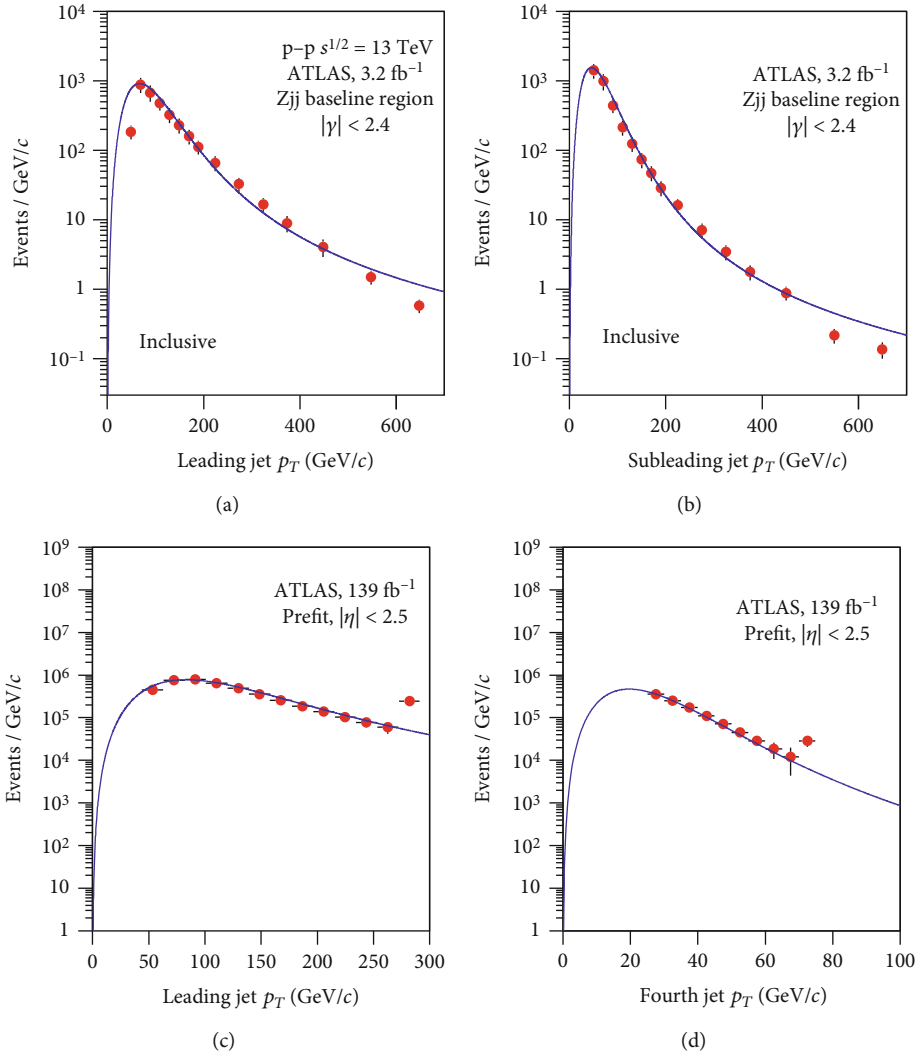 10⁴
10³
10²
10
1
10⁻¹
Events / GeV/c
p–p s^1/2 = 13 TeV
ATLAS, 3.2 fb⁻¹
Zjj baseline region
|γ| < 2.4
Inclusive
0 200 400 600
Leading jet p_T (GeV/c)
(a)
10⁴
10³
10²
10
1
10⁻¹
Events / GeV/c
ATLAS, 3.2 fb⁻¹
Zjj baseline region
|γ| < 2.4
Inclusive
0 200 400 600
Subleading jet p_T (GeV/c)
(b)
10⁹
10⁸
10⁷
10⁶
10⁵
10⁴
10³
10²
10
1
Events / GeV/c
ATLAS, 139 fb⁻¹
Prefit, |η| < 2.5
0 50 100 150 200 250 300
Leading jet p_T (GeV/c)
(c)
10⁹
10⁸
10⁷
10⁶
10⁵
10⁴
10³
10²
10
1
Events / GeV/c
ATLAS, 139 fb⁻¹
Prefit, |η| < 2.5
0 20 40 60 80 100
Fourth jet p_T (GeV/c)
(d)